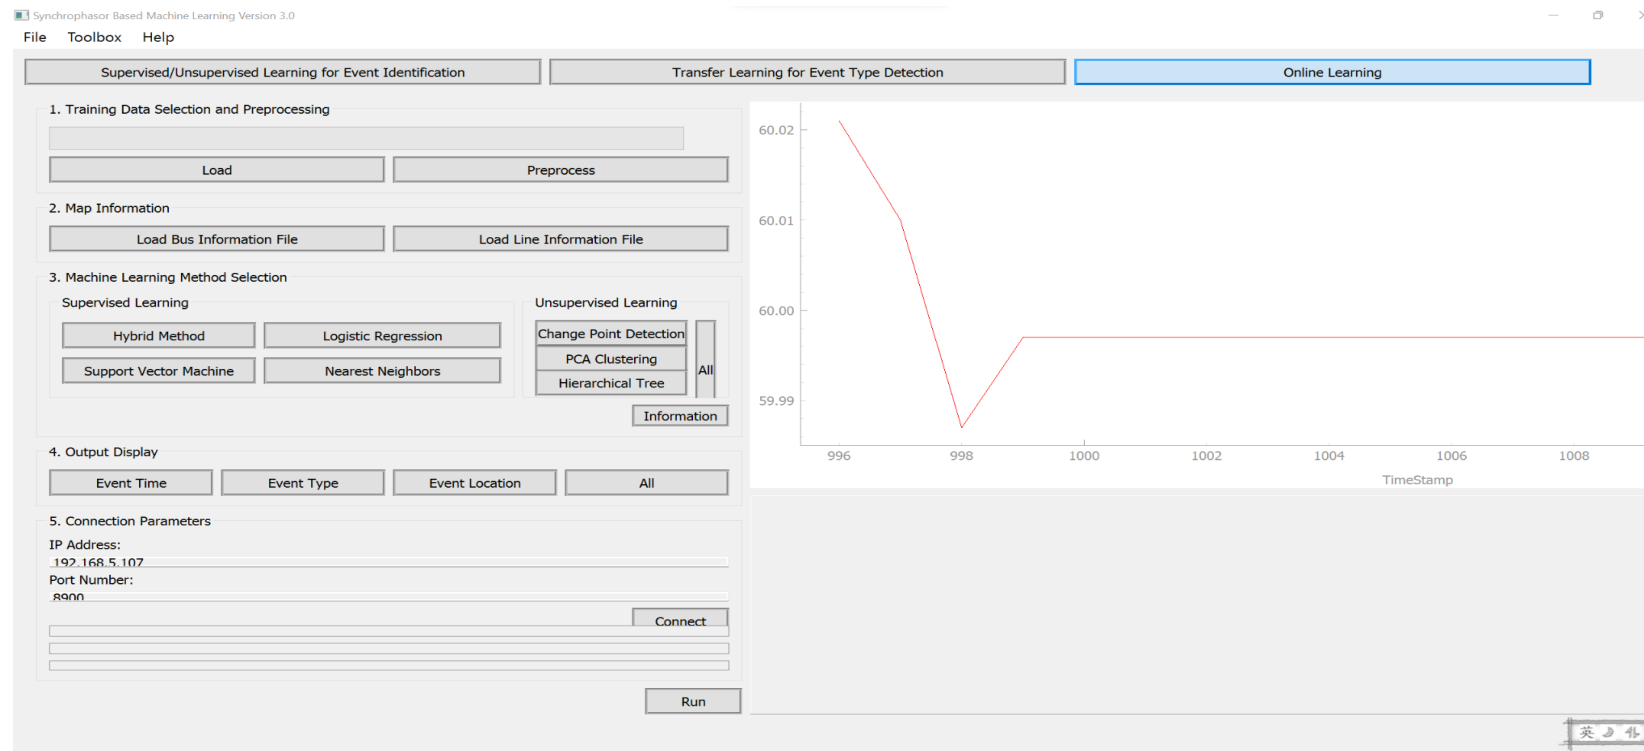 Synchrophasor Based Machine Learning Version 3.0
File Toolbox Help
Supervised/Unsupervised Learning for Event Identification
Transfer Learning for Event Type Detection
Online Learning
1. Training Data Selection and Preprocessing
Load
Preprocess
2. Map Information
Load Bus Information File
Load Line Information File
3. Machine Learning Method Selection
Supervised Learning
Hybrid Method
Logistic Regression
Support Vector Machine
Nearest Neighbors
Unsupervised Learning
Change Point Detection
PCA Clustering
Hierarchical Tree
All
Information
4. Output Display
Event Time
Event Type
Event Location
All
5. Connection Parameters
IP Address:
192.168.5.107
Port Number:
8900
Connect
Run
60.02
60.01
60.00
59.99
996 998 1000 1002 1004 1006 1008
TimeStamp
英